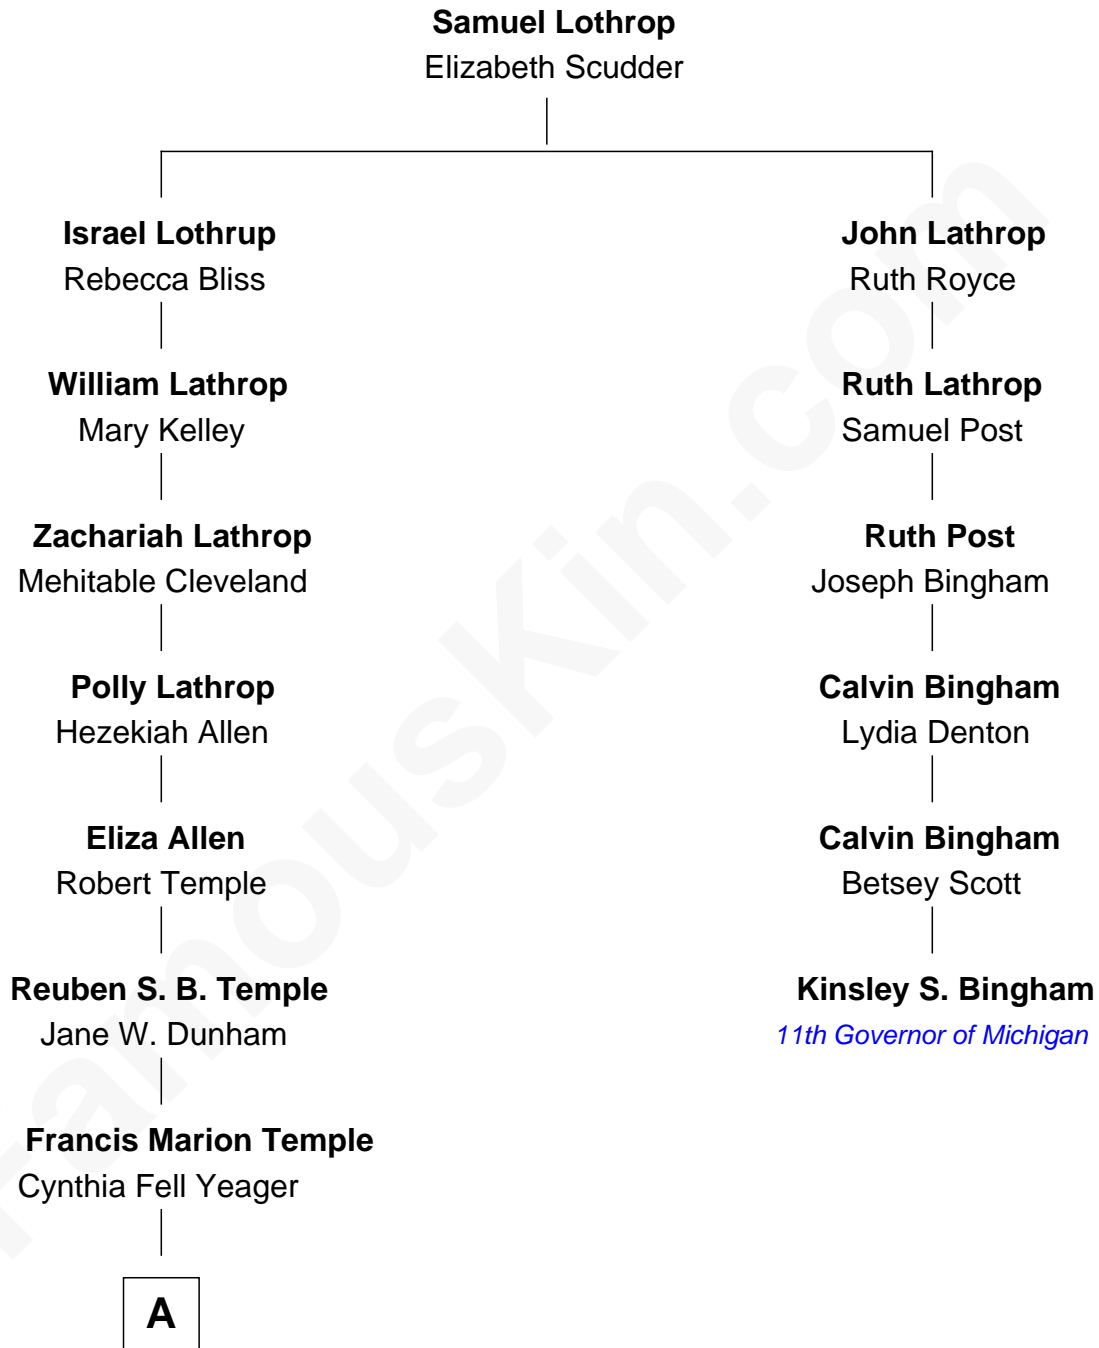 Samuel Lothrop
Elizabeth Scudder
Israel Lothrup
Rebecca Bliss
John Lathrop
Ruth Royce
William Lathrop
Mary Kelley
Ruth Lathrop
Samuel Post
Zachariah Lathrop
Mehitable Cleveland
Ruth Post
Joseph Bingham
Polly Lathrop
Hezekiah Allen
Calvin Bingham
Lydia Denton
Eliza Allen
Robert Temple
Calvin Bingham
Betsey Scott
Reuben S. B. Temple
Jane W. Dunham
Kinsley S. Bingham
11th Governor of Michigan
Francis Marion Temple
Cynthia Fell Yeager
A
FamousKin.com